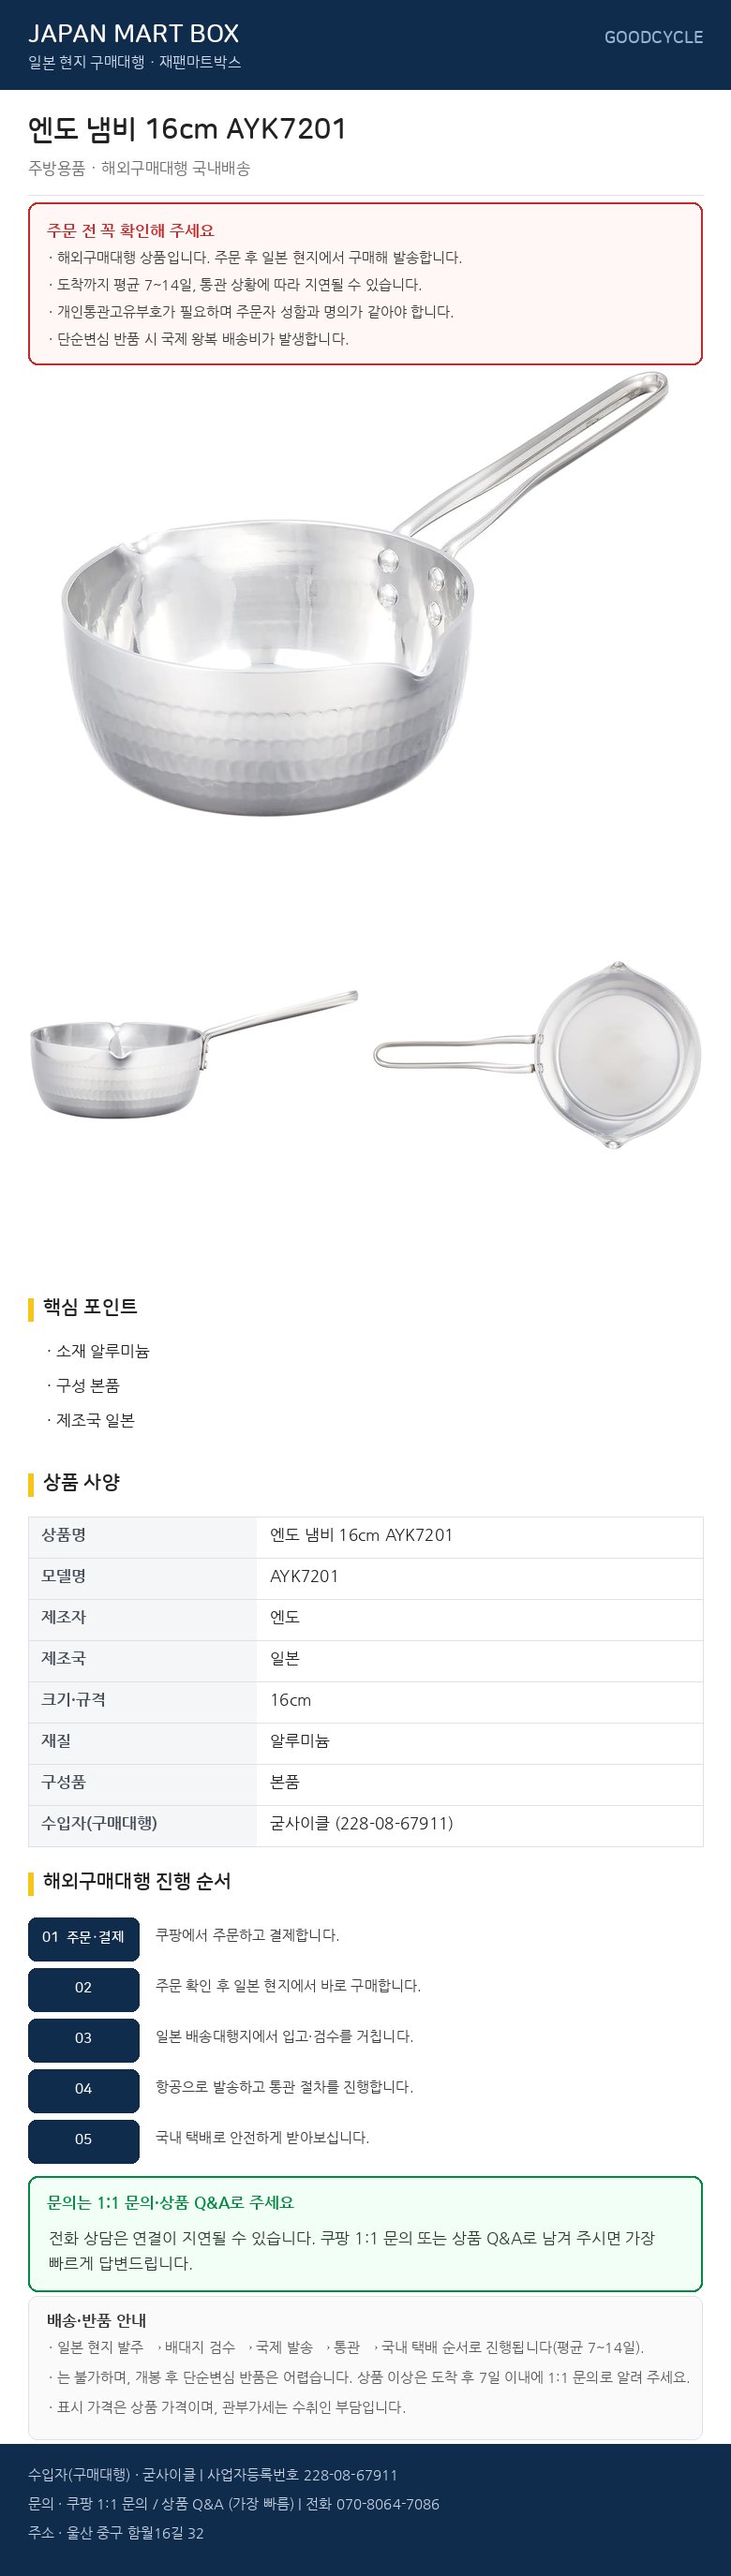 JAPAN MART BOX
GOODCYCLE
일본 현지 구매대행 · 재팬마트박스
엔도 냄비 16cm AYK7201
주방용품 · 해외구매대행 국내배송
주문 전 꼭 확인해 주세요
· 해외구매대행 상품입니다. 주문 후 일본 현지에서 구매해 발송합니다.
· 도착까지 평균 7~14일, 통관 상황에 따라 지연될 수 있습니다.
· 개인통관고유부호가 필요하며 주문자 성함과 명의가 같아야 합니다.
· 단순변심 반품 시 국제 왕복 배송비가 발생합니다.
핵심 포인트
· 소재 알루미늄
· 구성 본품
· 제조국 일본
상품 사양
상품명 엔도 냄비 16cm AYK7201
모델명 AYK7201
제조자 엔도
제조국 일본
크기·규격 16cm
재질 알루미늄
구성품 본품
수입자(구매대행) 굳사이클 (228-08-67911)
해외구매대행 진행 순서
01 주문·결제 쿠팡에서 주문하고 결제합니다.
02 주문 확인 후 일본 현지에서 바로 구매합니다.
03 일본 배송대행지에서 입고·검수를 거칩니다.
04 항공으로 발송하고 통관 절차를 진행합니다.
05 국내 택배로 안전하게 받아보십니다.
문의는 1:1 문의·상품 Q&A로 주세요
전화 상담은 연결이 지연될 수 있습니다. 쿠팡 1:1 문의 또는 상품 Q&A로 남겨 주시면 가장
빠르게 답변드립니다.
배송·반품 안내
· 일본 현지 발주 › 배대지 검수 › 국제 발송 › 통관 › 국내 택배 순서로 진행됩니다(평균 7~14일).
· 는 불가하며, 개봉 후 단순변심 반품은 어렵습니다. 상품 이상은 도착 후 7일 이내에 1:1 문의로 알려 주세요.
· 표시 가격은 상품 가격이며, 관부가세는 수취인 부담입니다.
수입자(구매대행) · 굳사이클 | 사업자등록번호 228-08-67911
문의 · 쿠팡 1:1 문의 / 상품 Q&A (가장 빠름) | 전화 070-8064-7086
주소 · 울산 중구 함월16길 32